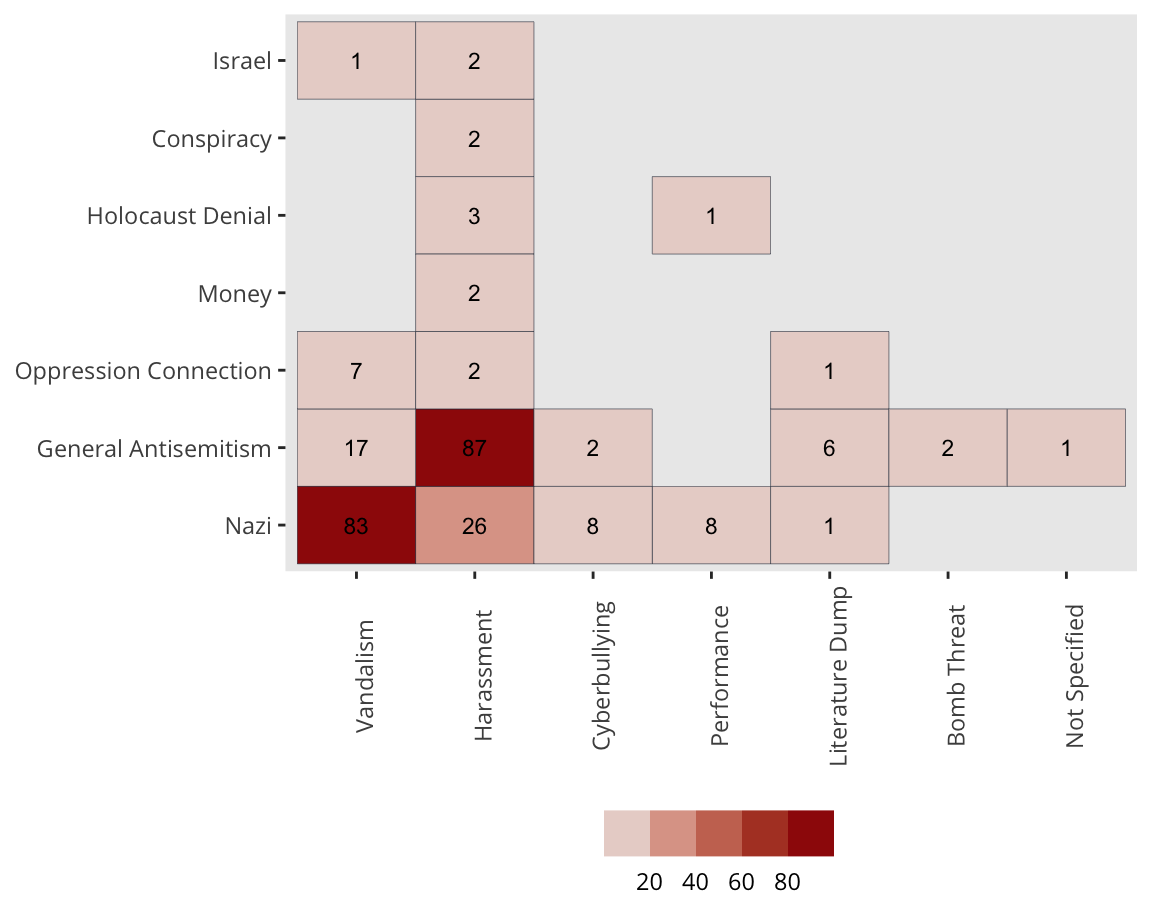 Israel 1 2
Conspiracy 2
Holocaust Denial 3 1
Money 2
Oppression Connection 7 2 1
General Antisemitism 17 87 2 6 2 1
Nazi 83 26 8 8 1
Vandalism
Harassment
Cyberbullying
Performance
Literature Dump
Bomb Threat
Not Specified
20 40 60 80